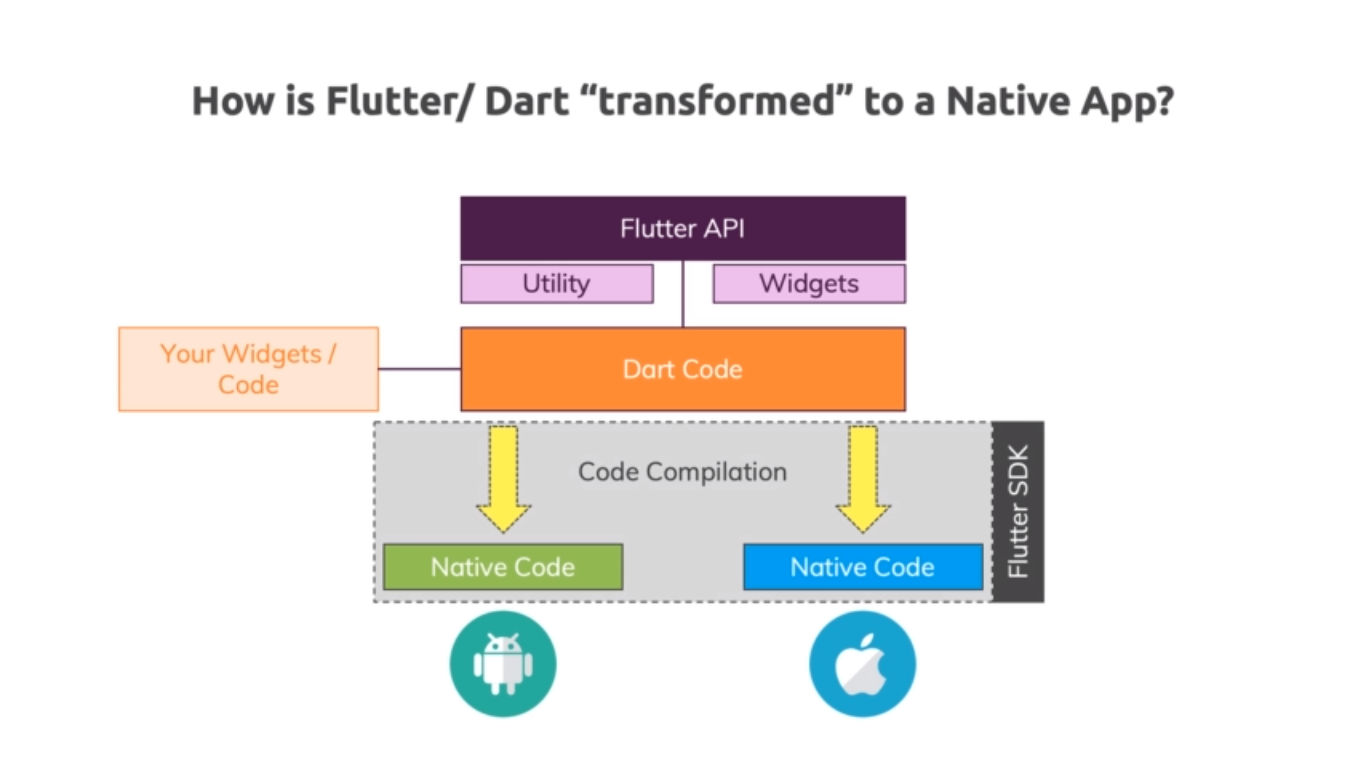 How is Flutter/ Dart “transformed” to a Native App?
Flutter API
Utility
Widgets
Your Widgets /
Code
Dart Code
Code Compilation
Flutter SDK
Native Code
Native Code